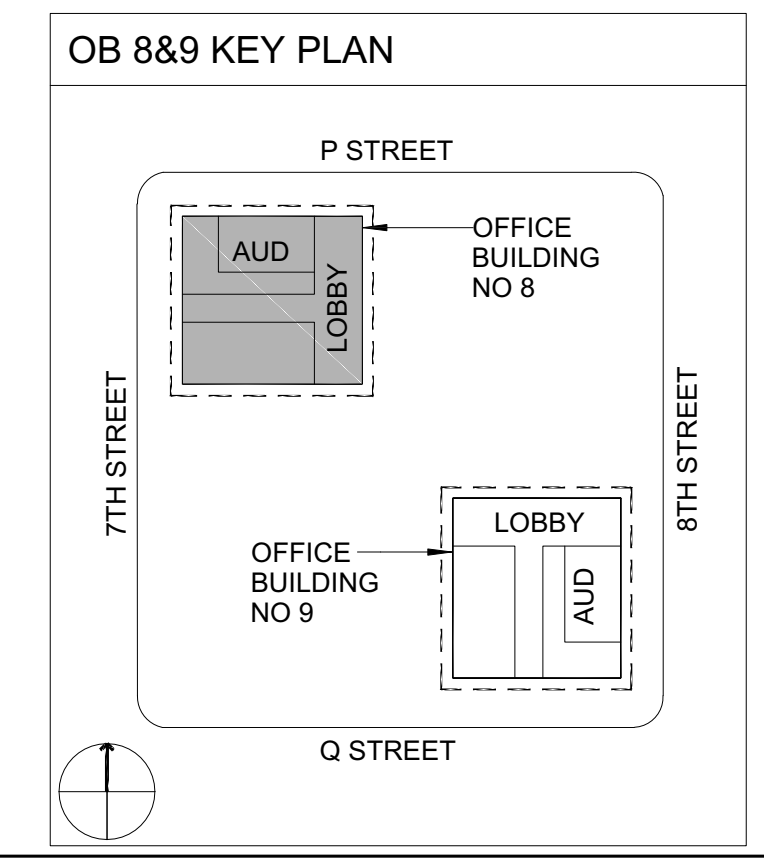 OB 8&9 KEY PLAN
P STREET
AUD
LOBBY
OFFICE
BUILDING
NO 8
7TH STREET
8TH STREET
LOBBY
AUD
OFFICE
BUILDING
NO 9
Q STREET